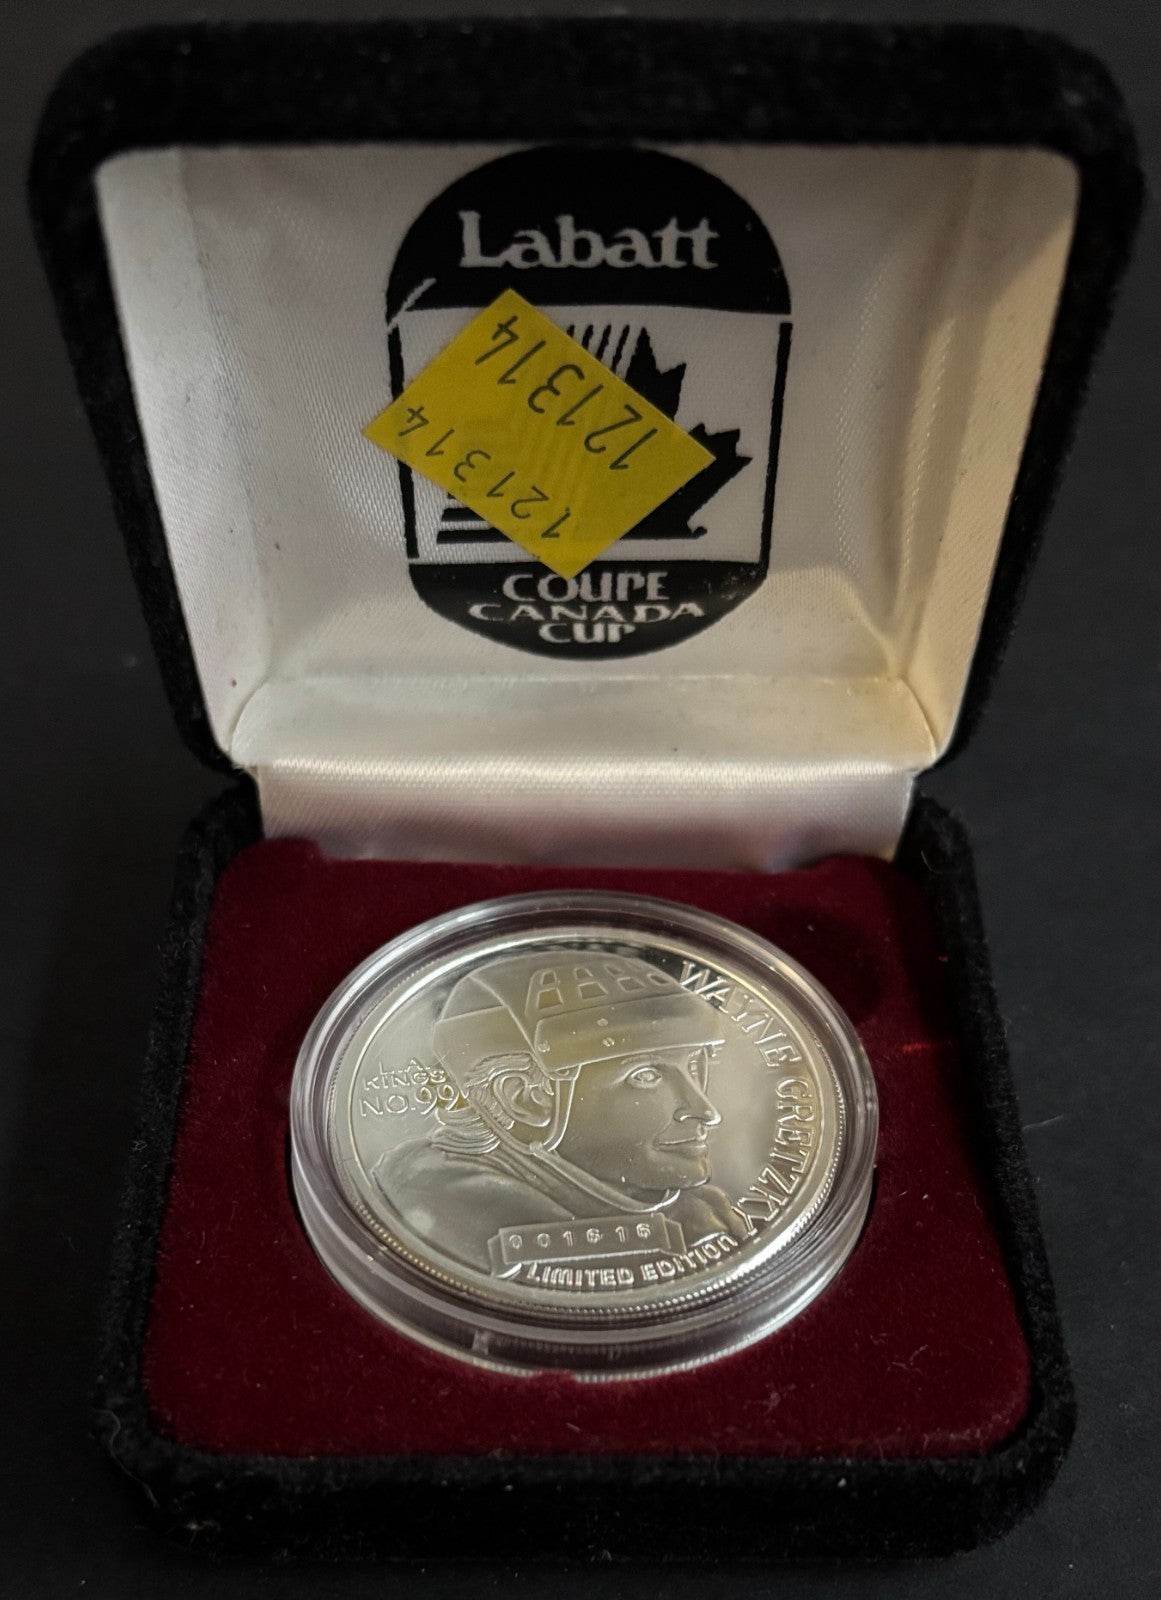 Labatt
121314
121314
COUPE
CANADA
CUP
WAYNE GRETZKY
L.A.
KINGS
NO.99
001616
LIMITED EDITION